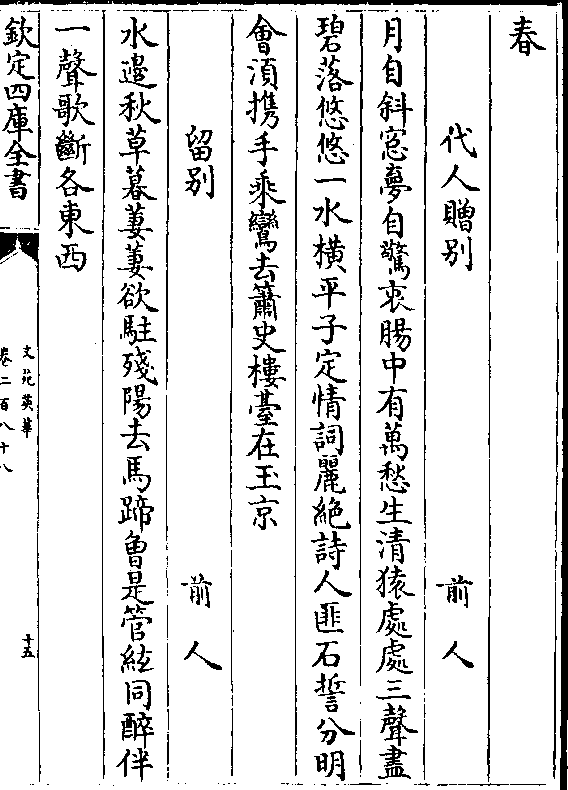 春
代人贈別　前人
月自斜窓夢自驚衷腸中有萬愁生清猿處處三聲盡
碧落悠悠一水橫平子定情詞麗絶詩人匪石誓分明
會湏携手乘鸞去簫史樓臺在玉京
留别　前人
水邉秋草暮萋萋欲駐殘陽去馬蹄曾是管絃同醉伴
一聲歌斷各東西
欽定四庫全書
文苑英華
卷二百八十八
十五